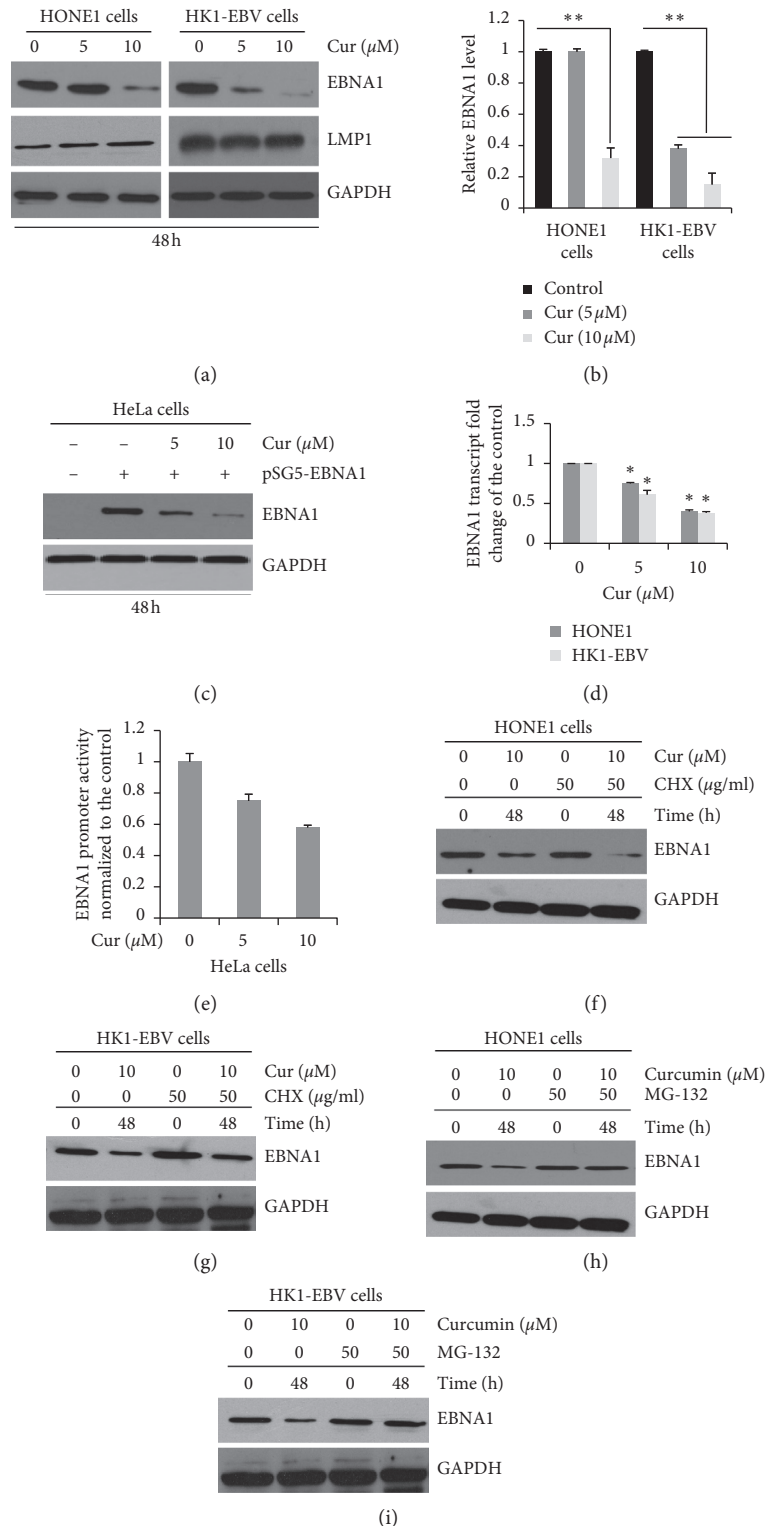 HONE1 cells HK1-EBV cells
0 5 10 0 5 10 Cur (μM)
EBNA1
LMP1
GAPDH
48h
(a)
Relative EBNA1 level
1.2
1
0.8
0.6
0.4
0.2
0
** **
HONE1 cells
HK1-EBV cells
Control
Cur (5 μM)
Cur (10 μM)
(b)
HeLa cells
– – 5 10 Cur (μM)
– + + + pSG5-EBNA1
EBNA1
GAPDH
48h
(c)
EBNA1 transcript fold
change of the control
1.5
1
0.5
0
* * * *
0 5 10
Cur (μM)
HONE1
HK1-EBV
(d)
EBNA1 promoter activity
normalized to the control
1.2
1
0.8
0.6
0.4
0.2
0
Cur (μM) 0 5 10
HeLa cells
(e)
HONE1 cells
0 10 0 10 Cur (μM)
0 0 50 50 CHX (μg/ml)
0 48 0 48 Time (h)
EBNA1
GAPDH
(f)
HK1-EBV cells
0 10 0 10 Cur (μM)
0 0 50 50 CHX (μg/ml)
0 48 0 48 Time (h)
EBNA1
GAPDH
(g)
HONE1 cells
0 10 0 10 Curcumin (μM)
0 0 50 50 MG-132
0 48 0 48 Time (h)
EBNA1
GAPDH
(h)
HK1-EBV cells
0 10 0 10 Curcumin (μM)
0 0 50 50 MG-132
0 48 0 48 Time (h)
EBNA1
GAPDH
(i)